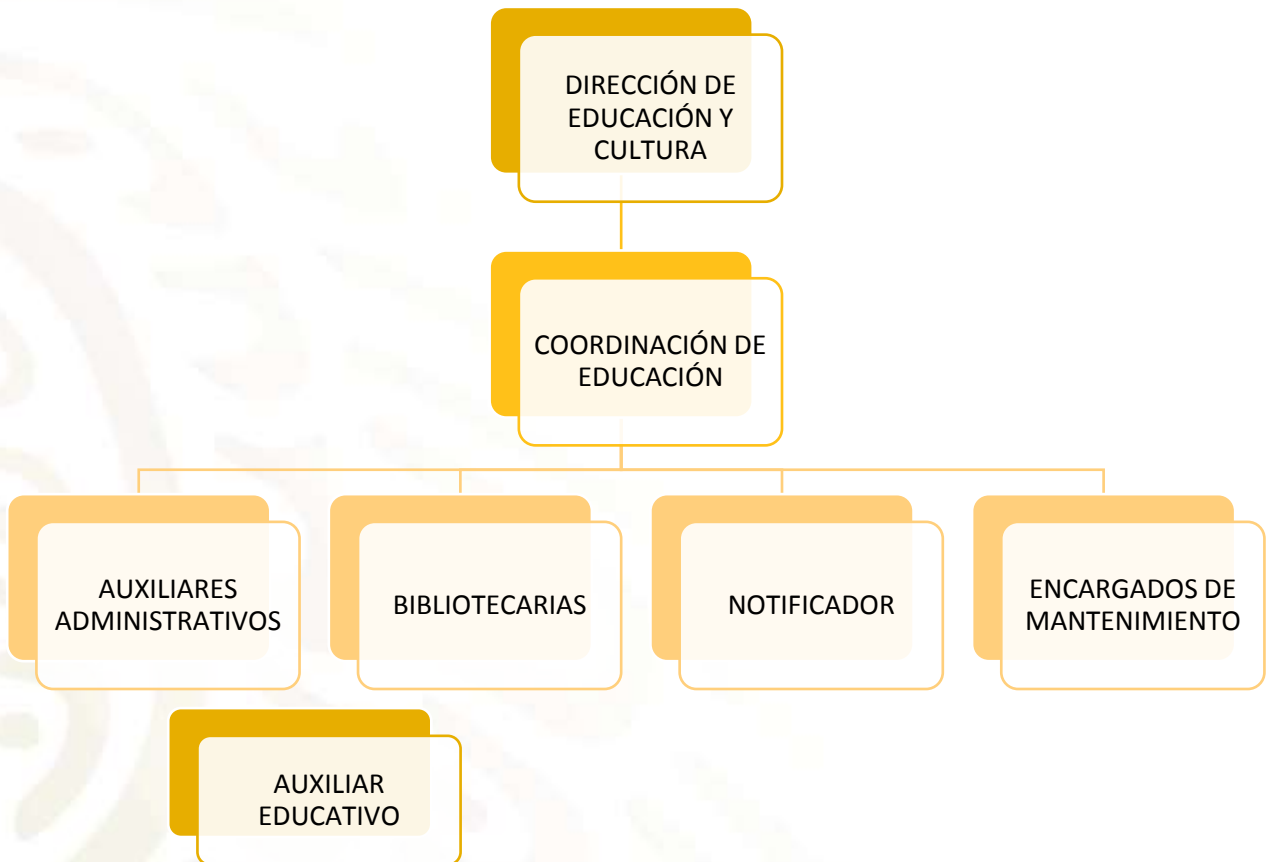 DIRECCIÓN DE
EDUCACIÓN Y
CULTURA
COORDINACIÓN DE
EDUCACIÓN
AUXILIARES
ADMINISTRATIVOS
BIBLIOTECARIAS
NOTIFICADOR
ENCARGADOS DE
MANTENIMIENTO
AUXILIAR
EDUCATIVO